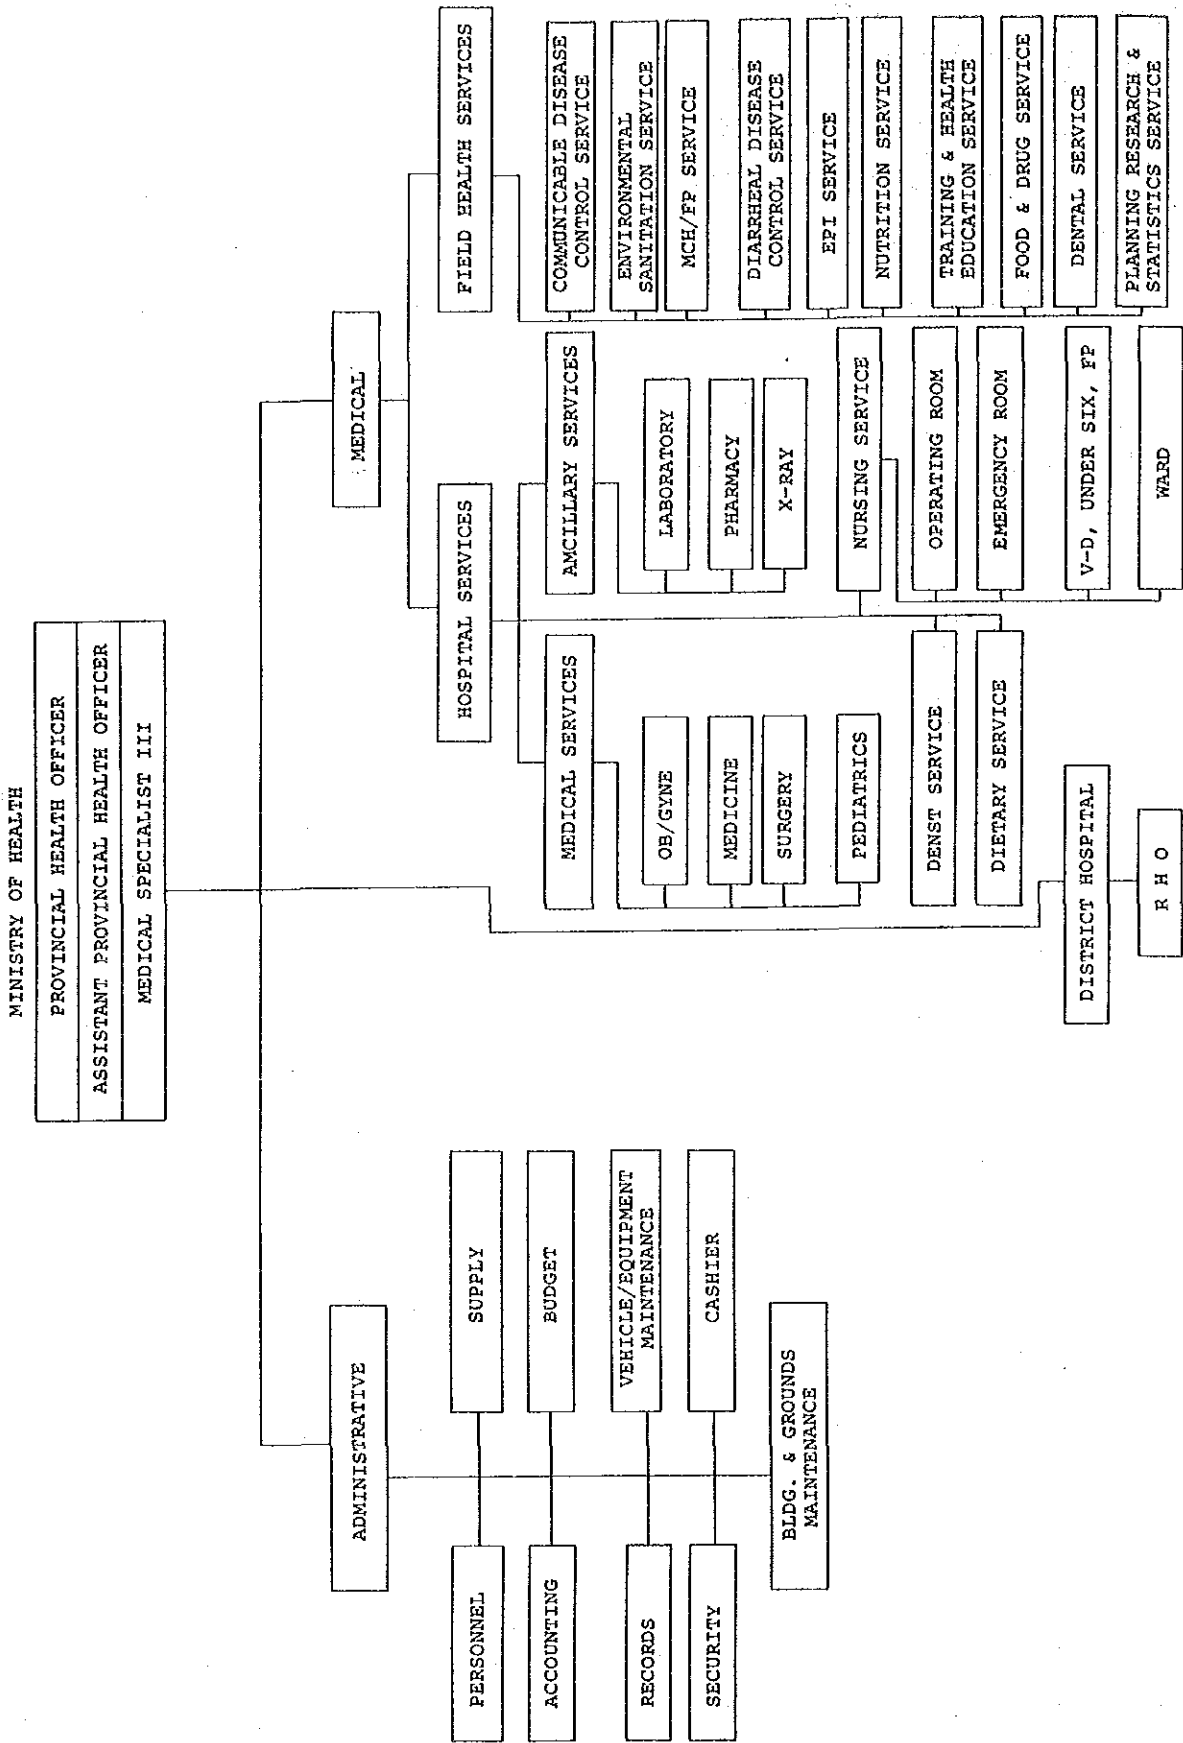 MINISTRY OF HEALTH
PROVINCIAL HEALTH OFFICER
ASSISTANT PROVINCIAL HEALTH OFFICER
MEDICAL SPECIALIST III
ADMINISTRATIVE
PERSONNEL
SUPPLY
ACCOUNTING
BUDGET
RECORDS
VEHICLE/EQUIPMENT
MAINTENANCE
SECURITY
CASHIER
BLDG. & GROUNDS
MAINTENANCE
MEDICAL
HOSPITAL SERVICES
MEDICAL SERVICES
OB/GYNE
MEDICINE
SURGERY
PEDIATRICS
AMCILLARY SERVICES
LABORATORY
PHARMACY
X-RAY
NURSING SERVICE
OPERATING ROOM
EMERGENCY ROOM
V-D, UNDER SIX, FP
WARD
DENST SERVICE
DIETARY SERVICE
FIELD HEALTH SERVICES
COMMUNICABLE DISEASE
CONTROL SERVICE
ENVIRONMENTAL
SANITATION SERVICE
MCH/FP SERVICE
DIARRHEAL DISEASE
CONTROL SERVICE
EPI SERVICE
NUTRITION SERVICE
TRAINING & HEALTH
EDUCATION SERVICE
FOOD & DRUG SERVICE
DENTAL SERVICE
PLANNING RESEARCH &
STATISTICS SERVICE
DISTRICT HOSPITAL
R H O